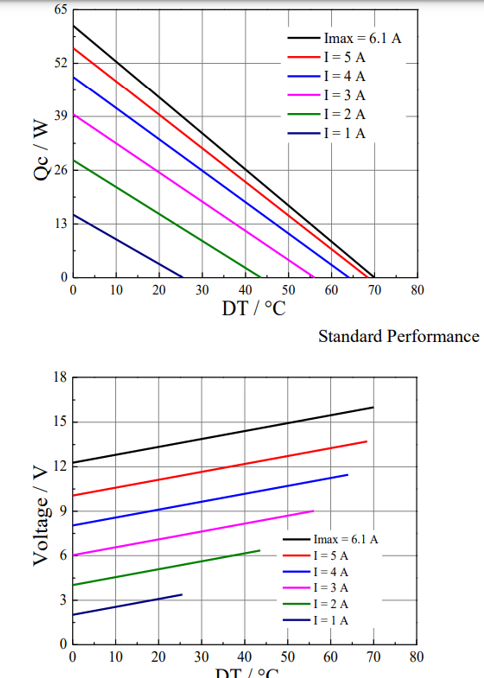 65
52
39
26
13
0
Qc / W
Imax = 6.1 A
I = 5 A
I = 4 A
I = 3 A
I = 2 A
I = 1 A
0 10 20 30 40 50 60 70 80
DT / °C
Standard Performance
18
15
12
9
6
3
0
Voltage / V
Imax = 6.1 A
I = 5 A
I = 4 A
I = 3 A
I = 2 A
I = 1 A
0 10 20 30 40 50 60 70 80
DT / °C